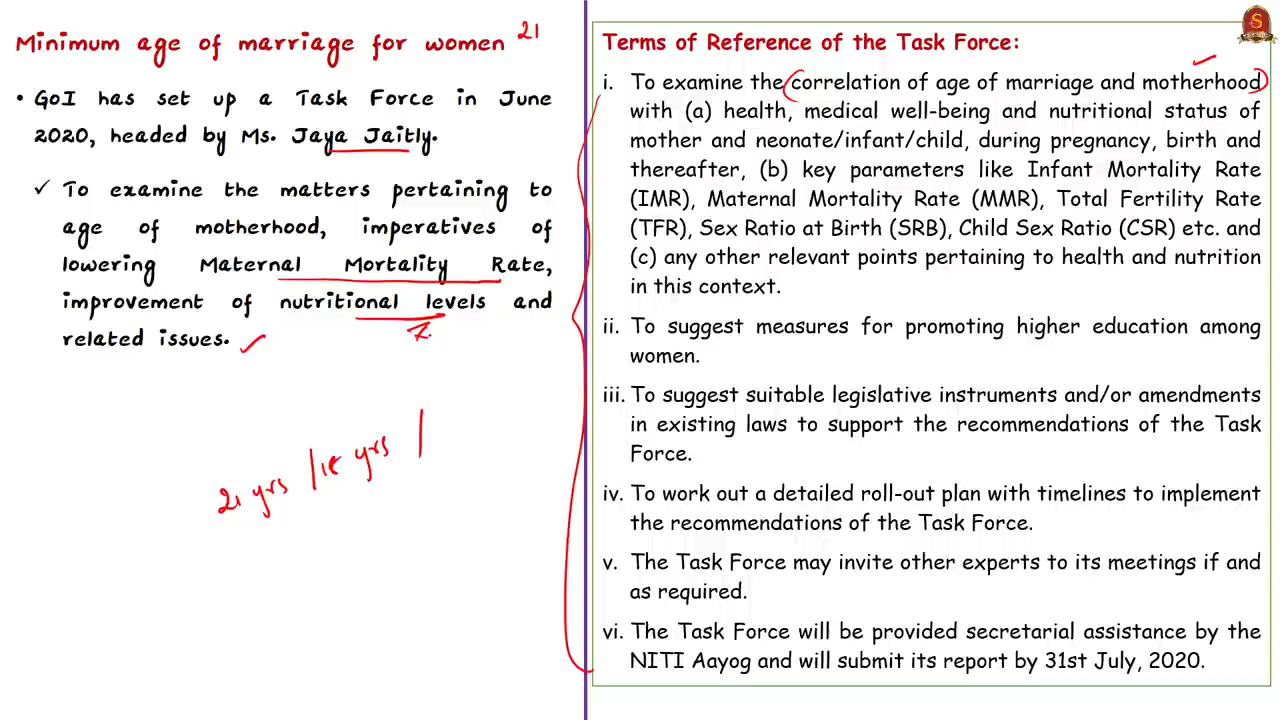 Minimum age of marriage for women 21
• GoI has set up a Task Force in June
2020, headed by Ms. Jaya Jaitly.
✓ To examine the matters pertaining to
age of motherhood, imperatives of
lowering Maternal Mortality Rate,
improvement of nutritional levels and
related issues.
21 yrs / 18 yrs /
Terms of Reference of the Task Force:
i. To examine the correlation of age of marriage and motherhood
with (a) health, medical well-being and nutritional status of
mother and neonate/infant/child, during pregnancy, birth and
thereafter, (b) key parameters like Infant Mortality Rate
(IMR), Maternal Mortality Rate (MMR), Total Fertility Rate
(TFR), Sex Ratio at Birth (SRB), Child Sex Ratio (CSR) etc. and
(c) any other relevant points pertaining to health and nutrition
in this context.
ii. To suggest measures for promoting higher education among
women.
iii. To suggest suitable legislative instruments and/or amendments
in existing laws to support the recommendations of the Task
Force.
iv. To work out a detailed roll-out plan with timelines to implement
the recommendations of the Task Force.
v. The Task Force may invite other experts to its meetings if and
as required.
vi. The Task Force will be provided secretarial assistance by the
NITI Aayog and will submit its report by 31st July, 2020.